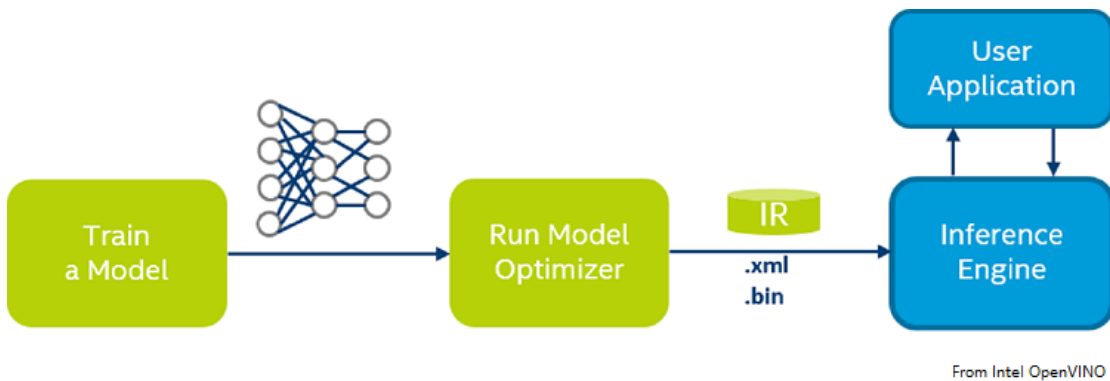 Train
a Model
Run Model
Optimizer
IR
.xml
.bin
User
Application
Inference
Engine
From Intel OpenVINO